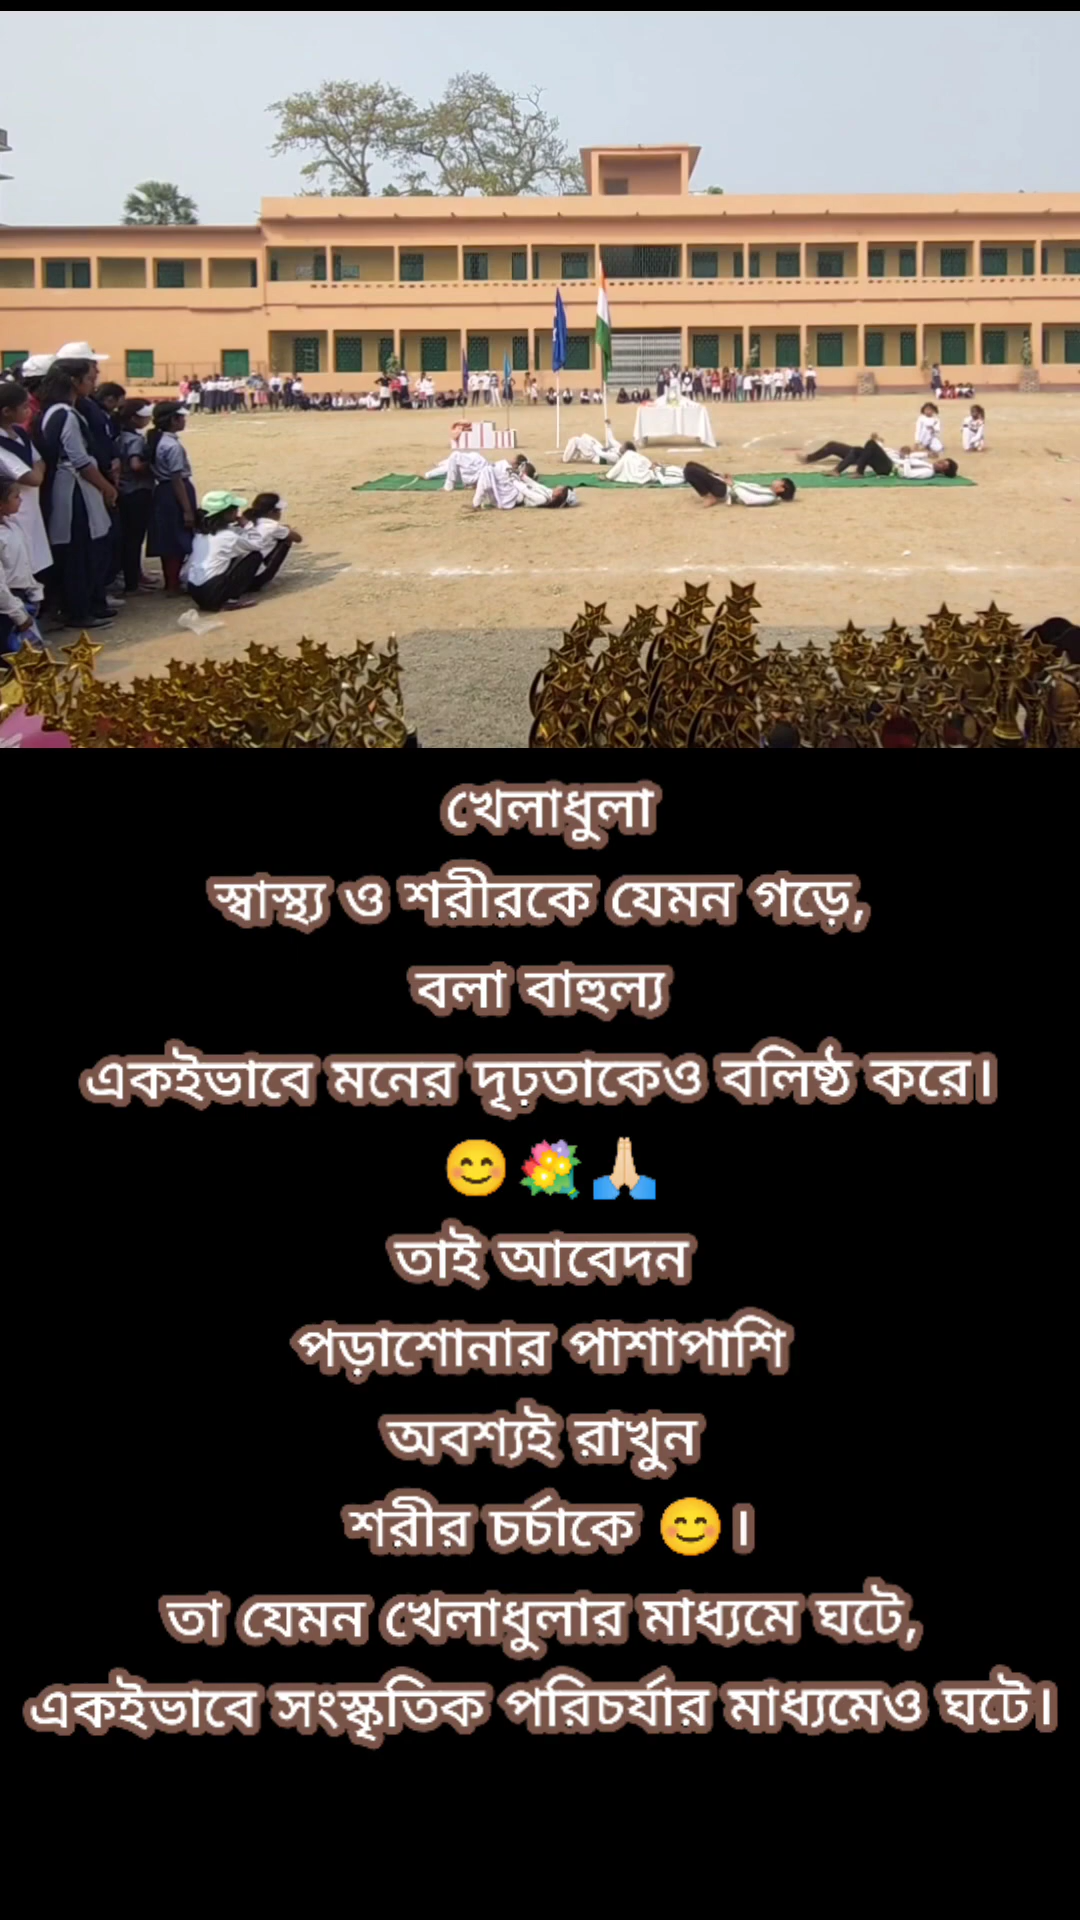 খেলাধুলা
স্বাস্থ্য ও শরীরকে যেমন গড়ে,
বলা বাহুল্য
একইভাবে মনের দৃঢ়তাকেও বলিষ্ঠ করে।
😊💐🙏🏻
তাই আবেদন
পড়াশোনার পাশাপাশি
অবশ্যই রাখুন
শরীর চর্চাকে 😊।
তা যেমন খেলাধুলার মাধ্যমে ঘটে,
একইভাবে সংস্কৃতিক পরিচর্যার মাধ্যমেও ঘটে।